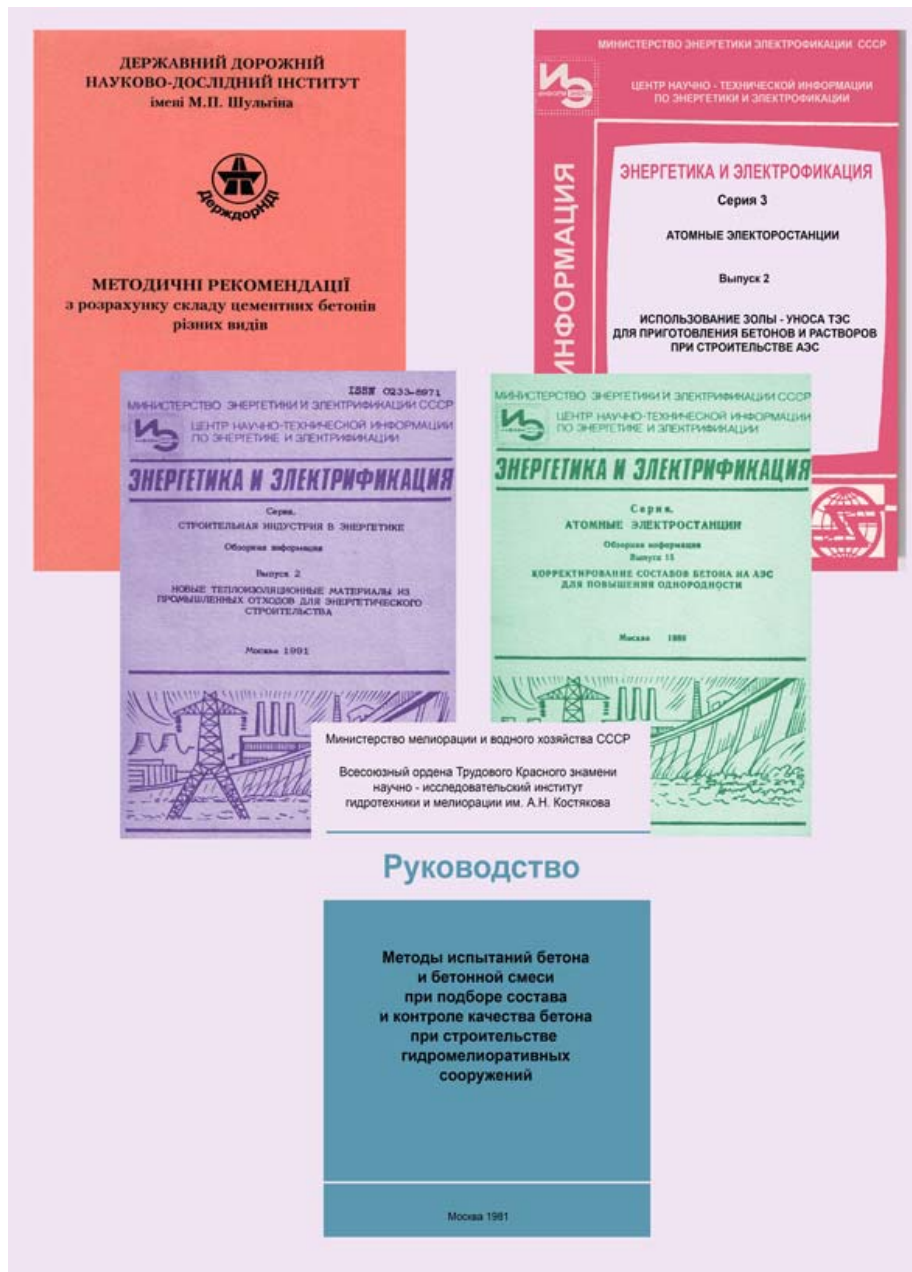 ДЕРЖАВНИЙ ДОРОЖНІЙ
НАУКОВО-ДОСЛІДНИЙ ІНСТИТУТ
імені М.П. Шульгіна
ДерждорНДІ
МЕТОДИЧНІ РЕКОМЕНДАЦІЇ
з розрахунку складу цементних бетонів
різних видів
МИНИСТЕРСТВО ЭНЕРГЕТИКИ ЭЛЕКТРОФИКАЦИИ СССР
ИЭ
ИНФОРМЭНЕРГО
ЦЕНТР НАУЧНО - ТЕХНИЧЕСКОЙ ИНФОРМАЦИИ
ПО ЭНЕРГЕТИКИ И ЭЛЕКТРОФИКАЦИИ
ИНФОРМАЦИЯ
ЭНЕРГЕТИКА И ЭЛЕКТРОФИКАЦИЯ
Серия 3
АТОМНЫЕ ЭЛЕКТОРОСТАНЦИИ
Выпуск 2
ИСПОЛЬЗОВАНИЕ ЗОЛЫ - УНОСА ТЭС
ДЛЯ ПРИГОТОВЛЕНИЯ БЕТОНОВ И РАСТВОРОВ
ПРИ СТРОИТЕЛЬСТВЕ АЭС
ISSN 0233-8971
МИНИСТЕРСТВО ЭНЕРГЕТИКИ И ЭЛЕКТРИФИКАЦИИ СССР
ИЭ
ЦЕНТР НАУЧНО-ТЕХНИЧЕСКОЙ ИНФОРМАЦИИ
ПО ЭНЕРГЕТИКЕ И ЭЛЕКТРИФИКАЦИИ
ЭНЕРГЕТИКА И ЭЛЕКТРИФИКАЦИЯ
Серия.
СТРОИТЕЛЬНАЯ ИНДУСТРИЯ В ЭНЕРГЕТИКЕ
Обзорная информация
Выпуск 2
НОВЫЕ ТЕПЛОИЗОЛЯЦИОННЫЕ МАТЕРИАЛЫ ИЗ
ПРОМЫШЛЕННЫХ ОТХОДОВ ДЛЯ ЭНЕРГЕТИЧЕСКОГО
СТРОИТЕЛЬСТВА
Москва 1991
МИНИСТЕРСТВО ЭНЕРГЕТИКИ И ЭЛЕКТРИФИКАЦИИ СССР
ИЭ
ЦЕНТР НАУЧНО-ТЕХНИЧЕСКОЙ ИНФОРМАЦИИ
ПО ЭНЕРГЕТИКЕ И ЭЛЕКТРИФИКАЦИИ
ЭНЕРГЕТИКА И ЭЛЕКТРИФИКАЦИЯ
Серия.
АТОМНЫЕ ЭЛЕКТРОСТАНЦИИ
Обзорная информация
Выпуск 15
КОРРЕКТИРОВАНИЕ СОСТАВОВ БЕТОНА НА АЭС
ДЛЯ ПОВЫШЕНИЯ ОДНОРОДНОСТИ
Москва
Министерство мелиорации и водного хозяйства СССР
Всесоюзный ордена Трудового Красного знамени
научно - исследовательский институт
гидротехники и мелиорации им. А.Н. Костякова
Руководство
Методы испытаний бетона
и бетонной смеси
при подборе состава
и контроле качества бетона
при строительстве
гидромелиоративных
сооружений
Москва 1981